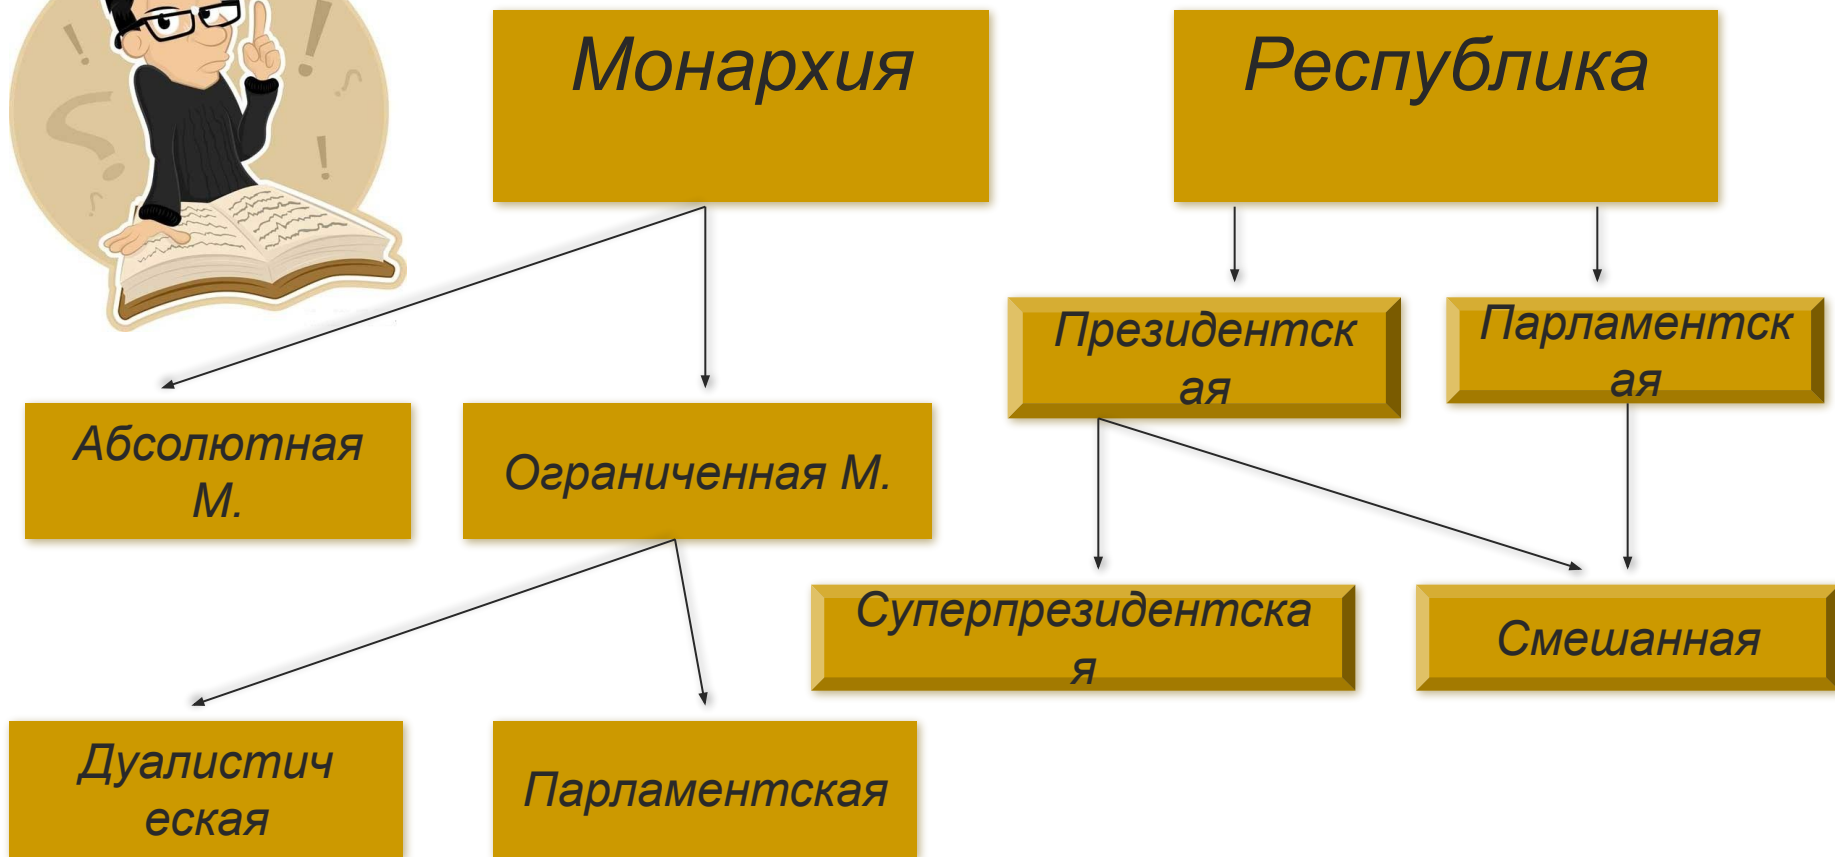 Монархия
Республика
Президентск
ая
Парламентск
ая
Абсолютная
М.
Ограниченная М.
Суперпрезидентска
я
Смешанная
Дуалистич
еская
Парламентская